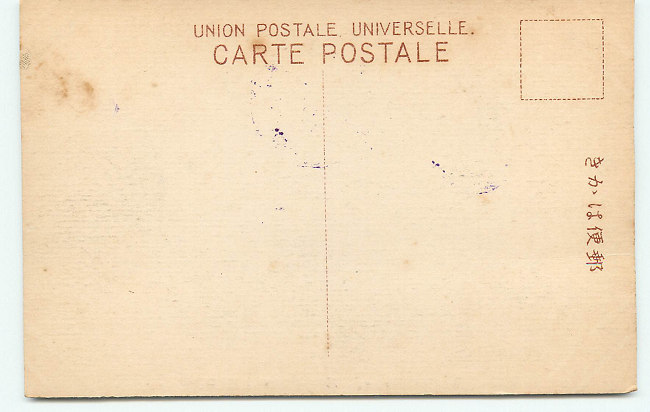 UNION POSTALE UNIVERSELLE.
CARTE POSTALE
郵便はかき